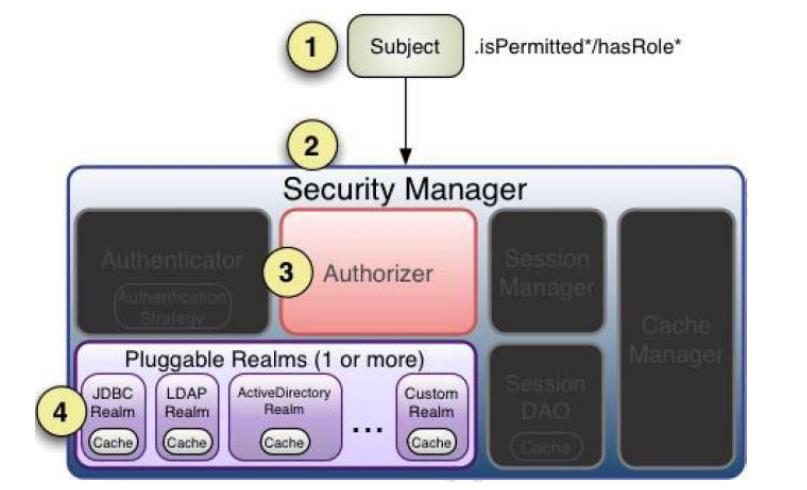 1
Subject
.isPermitted*/hasRole*
2
Security Manager
Authenticator
Authentication
Strategy
3
Authorizer
Session
Manager
Cache
Manager
Pluggable Realms (1 or more)
4
JDBC
Realm
Cache
LDAP
Realm
Cache
ActiveDirectory
Realm
Cache
...
Custom
Realm
Cache
Session
DAO
Cache